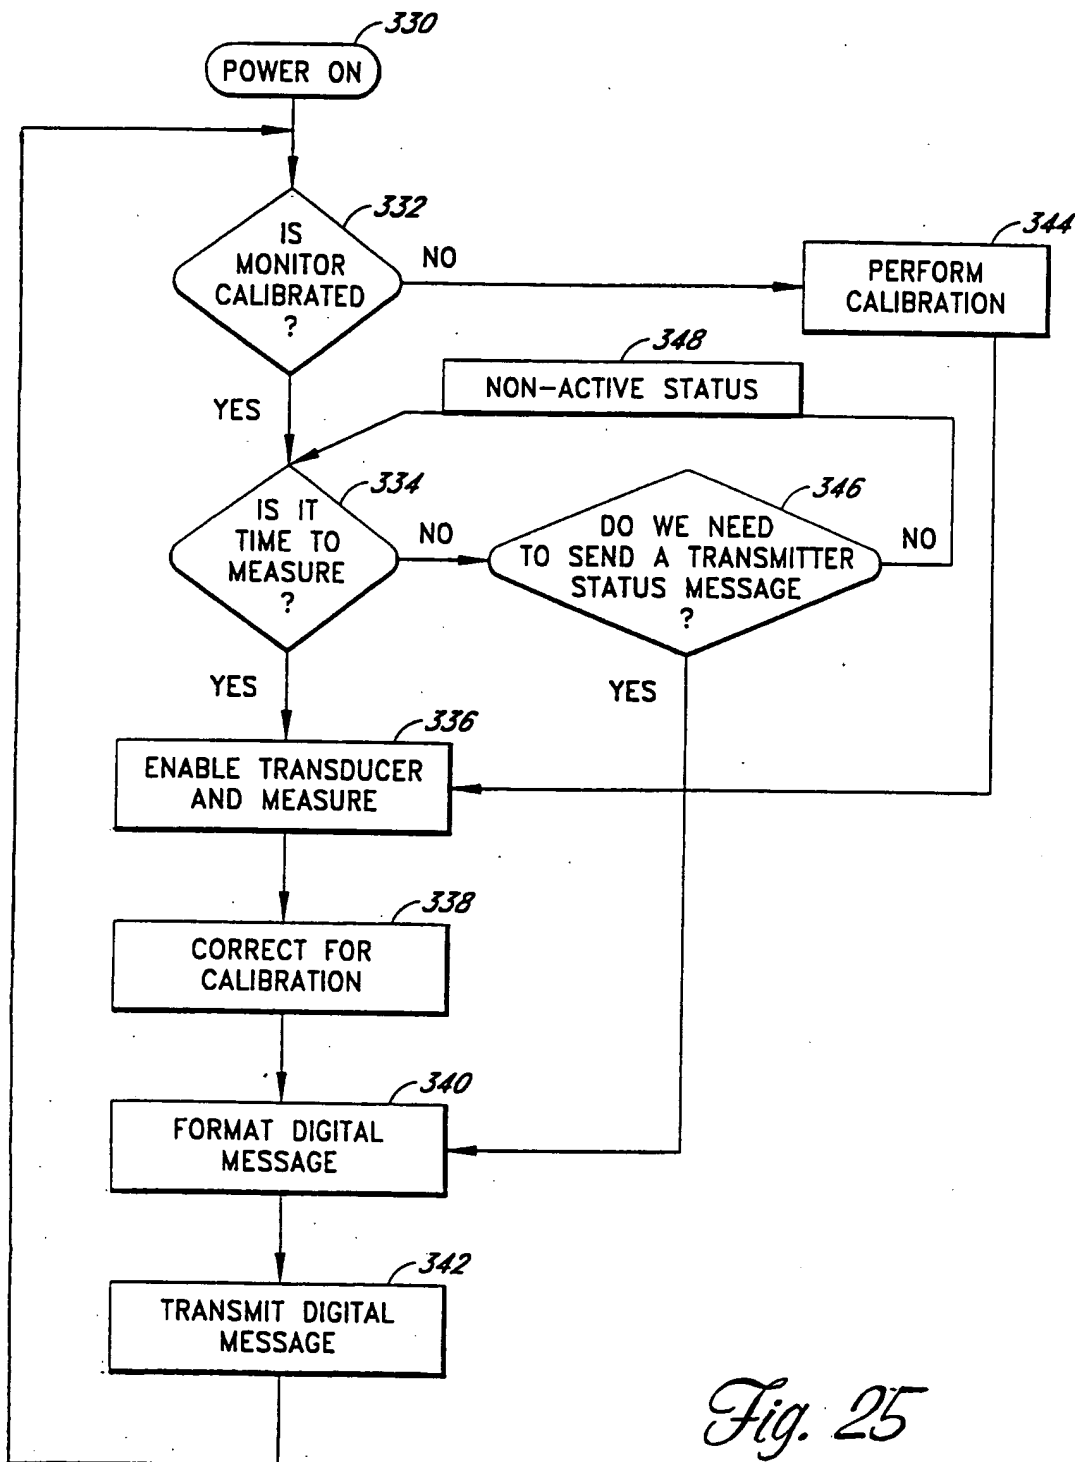 330
POWER ON
332
IS
MONITOR
CALIBRATED
?
NO
344
PERFORM
CALIBRATION
348
NON-ACTIVE STATUS
YES
334
IS IT
TIME TO
MEASURE
?
NO
346
DO WE NEED
TO SEND A TRANSMITTER
STATUS MESSAGE
?
NO
YES
YES
336
ENABLE TRANSDUCER
AND MEASURE
338
CORRECT FOR
CALIBRATION
340
FORMAT DIGITAL
MESSAGE
342
TRANSMIT DIGITAL
MESSAGE
Fig. 25